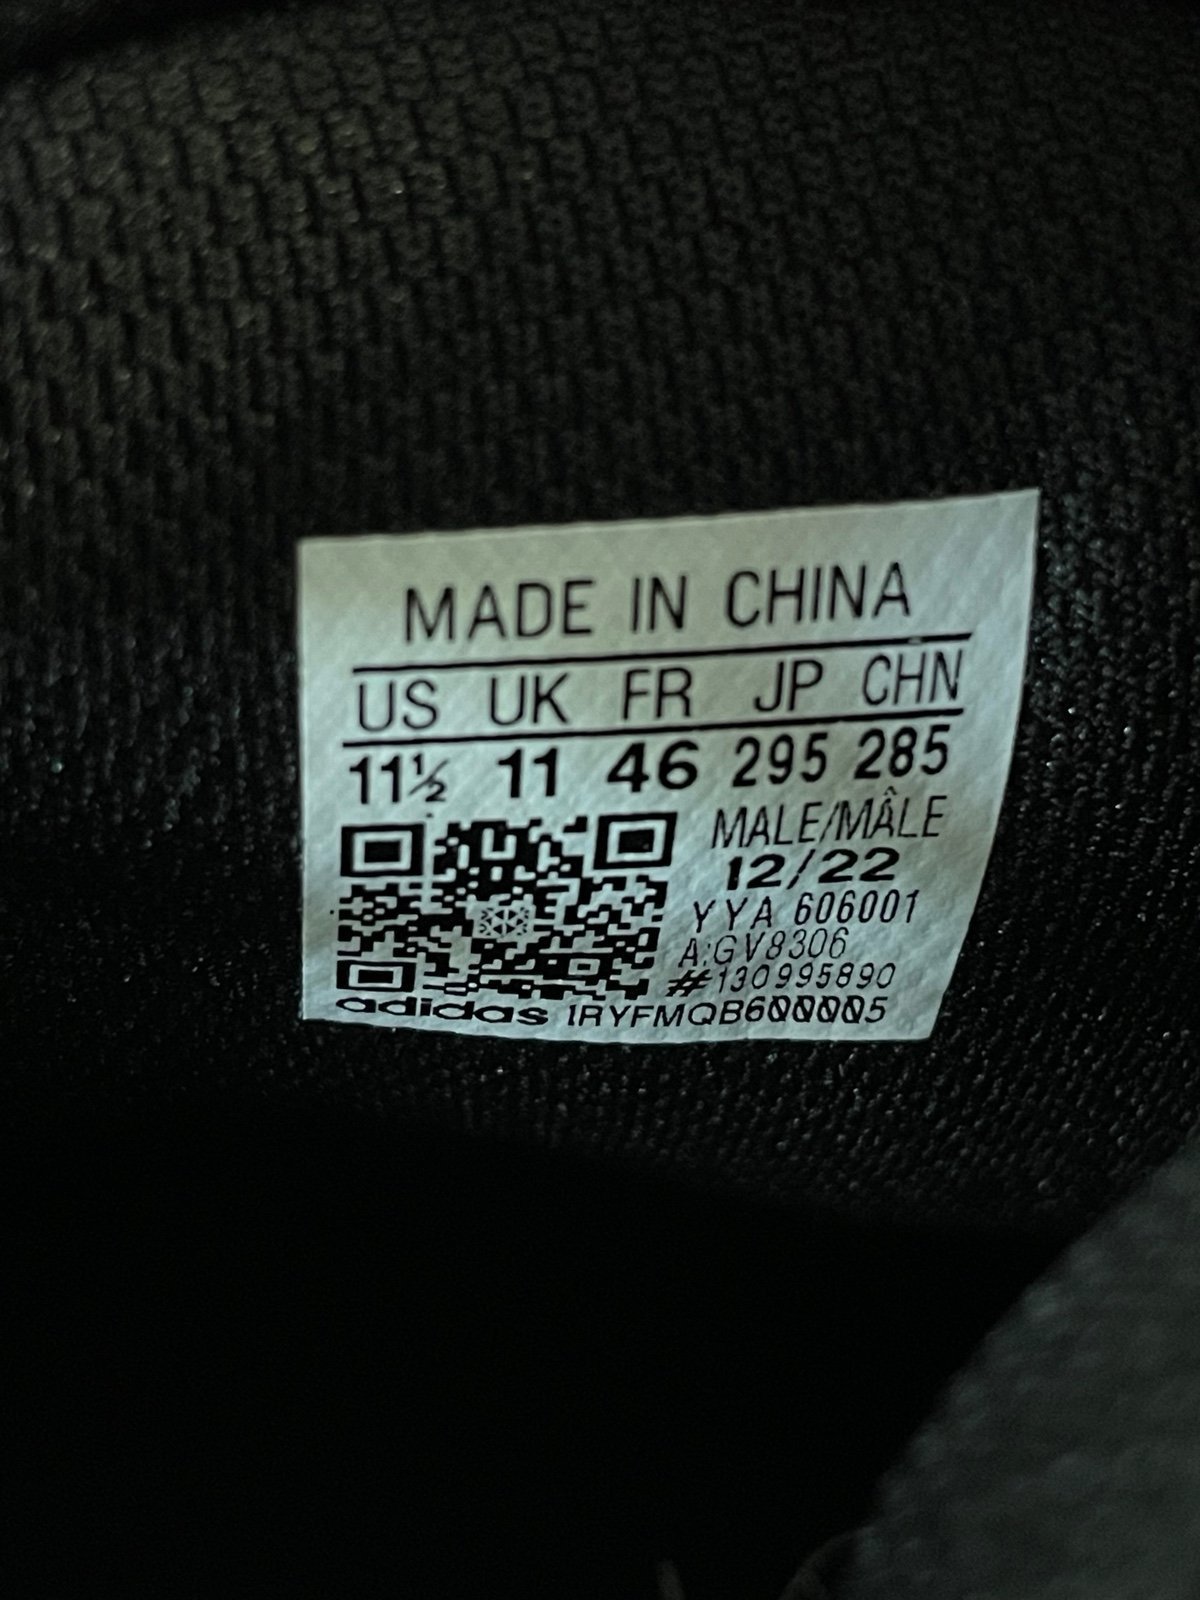 MADE IN CHINA
US UK FR JP CHN
11½ 11 46 295 285
MALE/MÂLE
12/22
YYA 606001
A:GV8306
#130995890
adidas 1RYFMQB600005